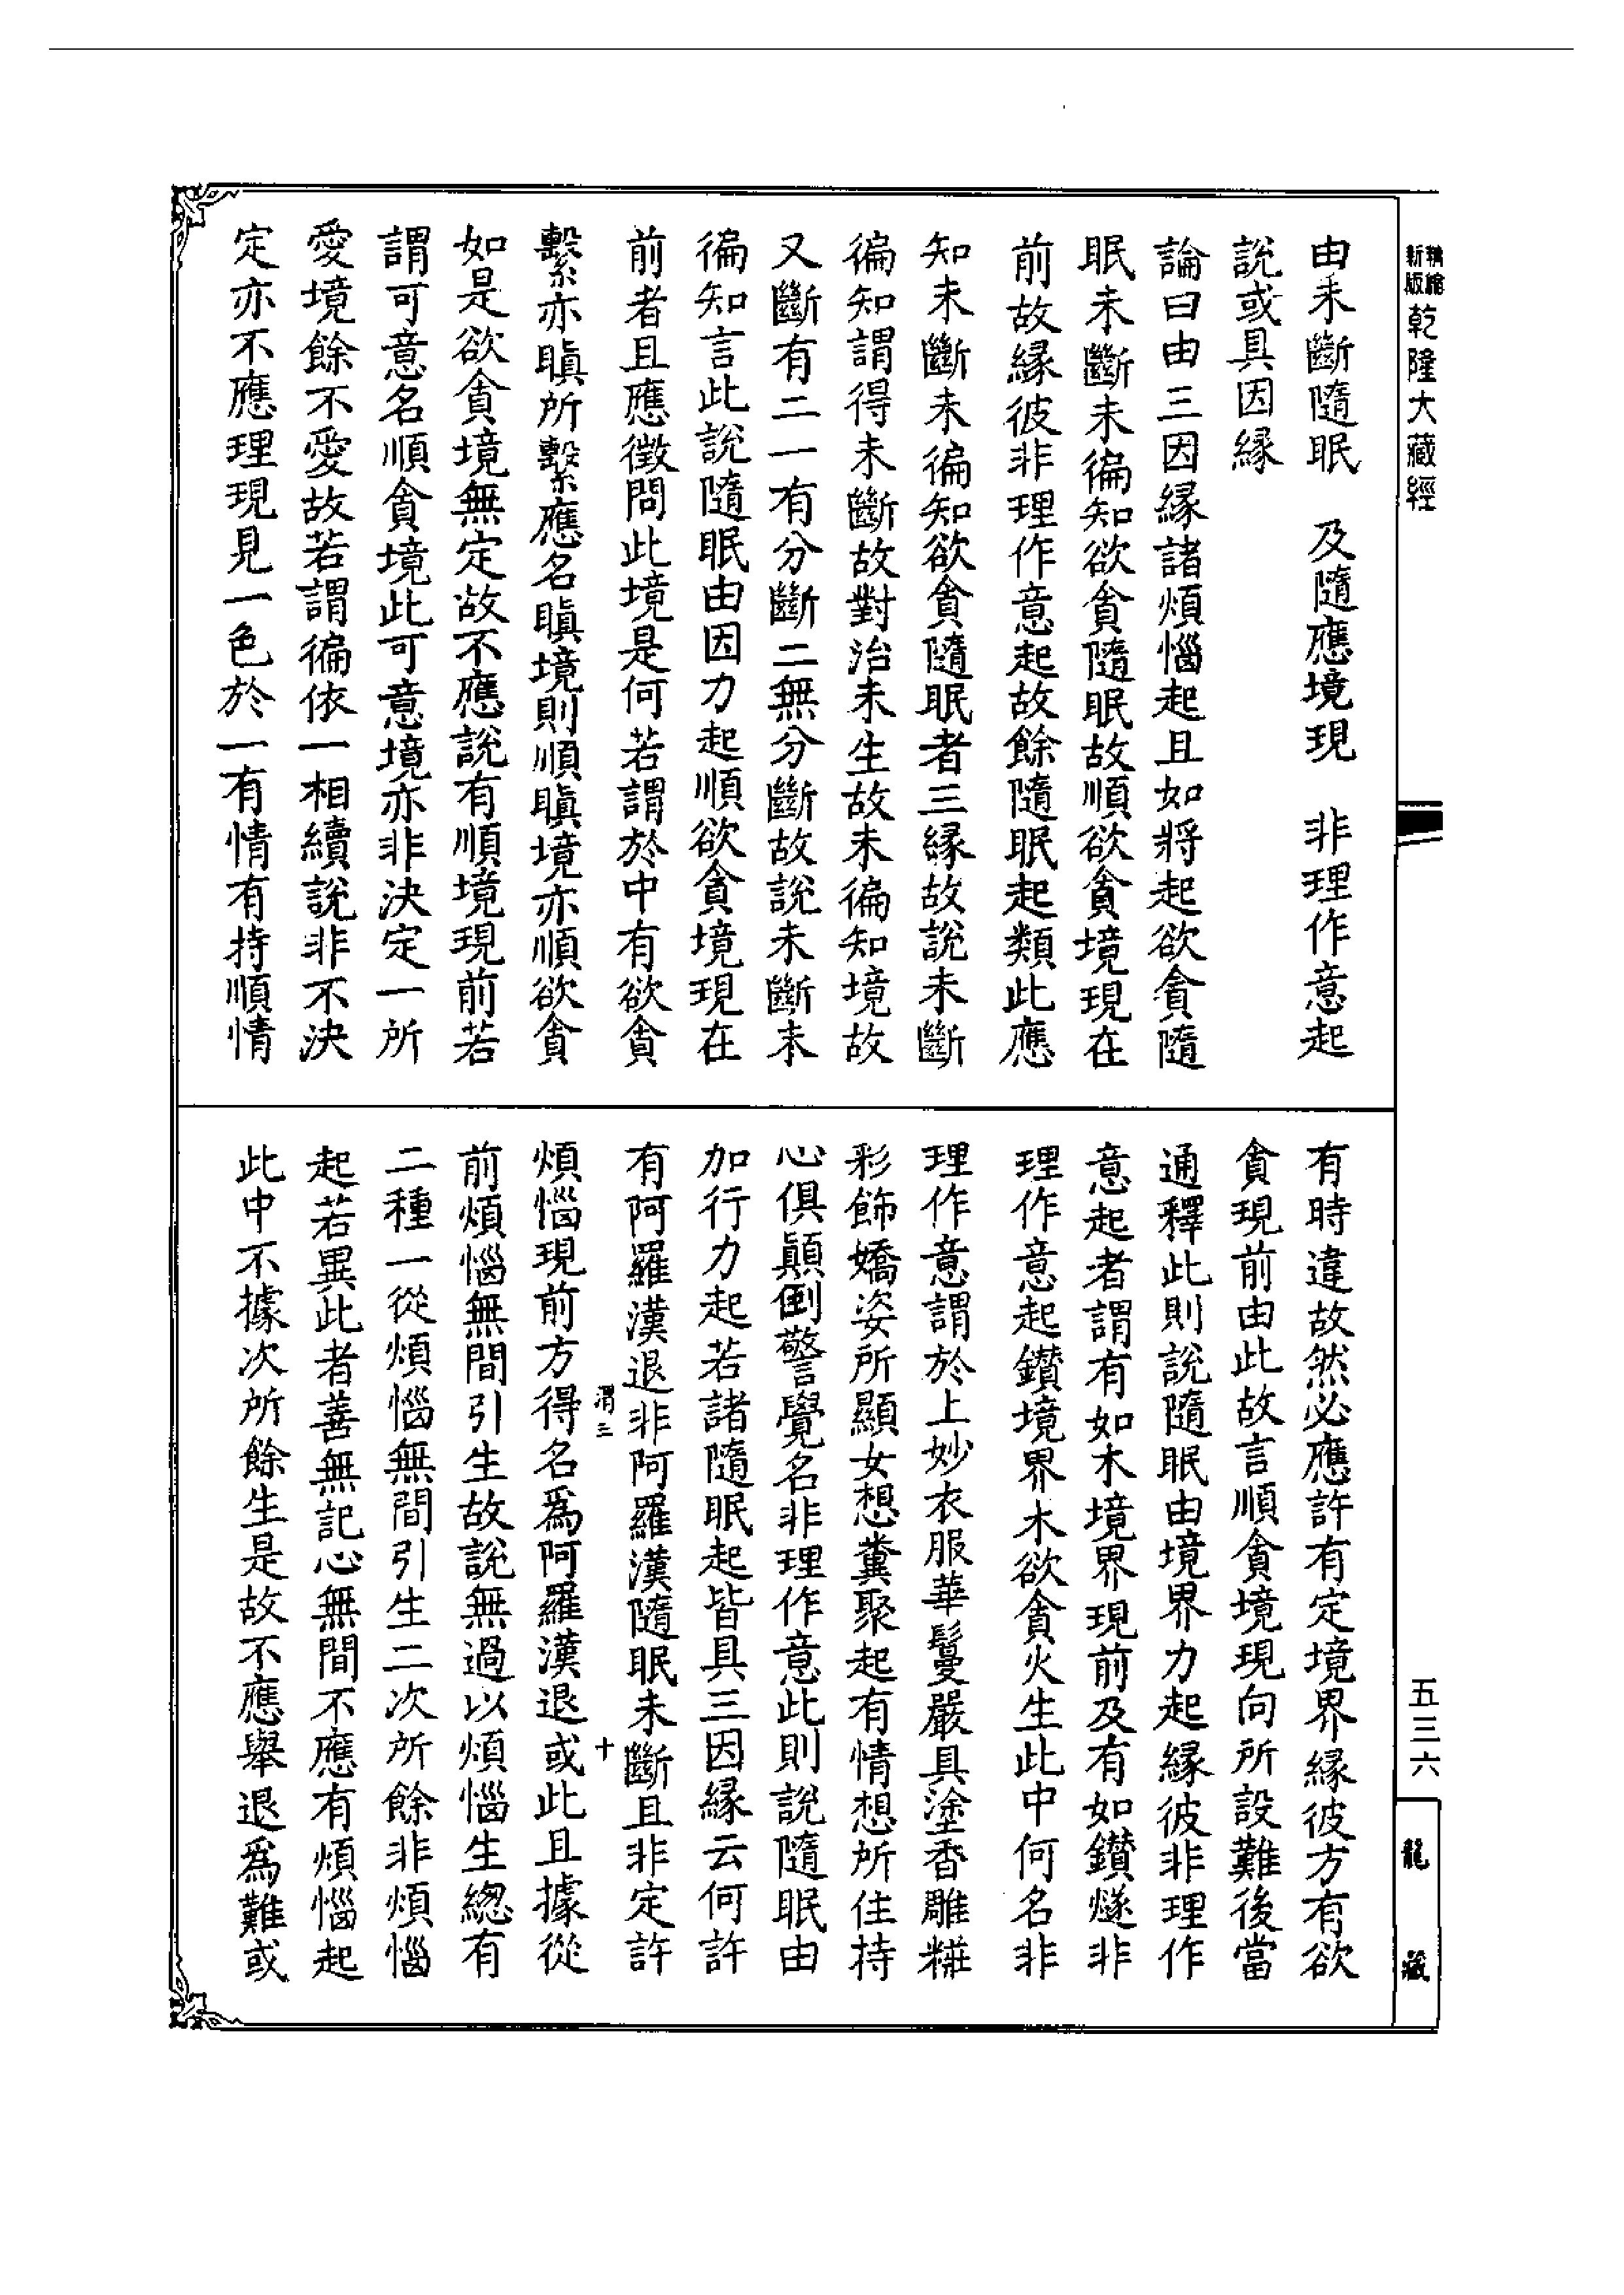 新版精縮乾隆大藏經
由未斷隨眠　及隨應境現　非理作意起
說或具因緣
論曰由三因緣諸煩惱起且如將起欲貪隨
眠未斷未徧知欲貪隨眠故順欲貪境現在
前故緣彼非理作意起故餘隨眠起類此應
知未斷未徧知欲貪隨眠者三緣故說未斷
徧知謂得未斷故對治未生故未徧知境故
又斷有二一有分斷二無分斷故說未斷未
徧知言此說隨眠由因力起順欲貪境現在
前者且應徵問此境是何若謂於中有欲貪
繫亦瞋所繫應名瞋境則順瞋境亦順欲貪
如是欲貪境無定故不應說有順境現前若
謂可意名順貪境此可意境亦非決定一所
愛境餘不愛故若謂徧依一相續說非不決
定亦不應理現見一色於一有情有持順情
有時違故然必應許有定境界緣彼方有欲
貪現前由此故言順貪境現向所設難後當
通釋此則說隨眠由境界力起緣彼非理作
意起者謂有如木境界現前及有如鑽燧非
理作意起鑽境界木欲貪火生此中何名非
理作意謂於上妙衣服華鬘嚴具塗香雕糚
彩飾嬌姿所顯女想糞聚起有情想所住持
心俱顛倒警覺名非理作意此則說隨眠由
加行力起若諸隨眠起皆具三因緣云何許
有阿羅漢退非阿羅漢隨眠未斷且非定許
渭三　十
煩惱現前方得名爲阿羅漢退或此且據從
前煩惱無間引生故說無過以煩惱生總有
二種一從煩惱無間引生二次所餘非煩惱
起若異此者善無記心無間不應有煩惱起
此中不據次所餘生是故不應舉退爲難或
五三六
龍藏